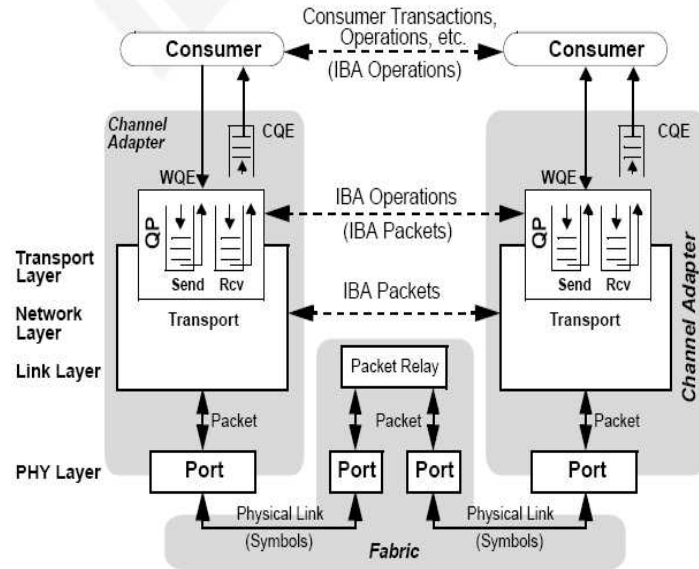 Consumer Transactions,
Operations, etc.
(IBA Operations)
Consumer
Consumer
Channel
Adapter
CQE
CQE
WQE
WQE
IBA Operations
(IBA Packets)
QP
QP
Send Rcv
Send Rcv
Transport
Layer
IBA Packets
Transport
Transport
Network
Layer
Channel Adapter
Link Layer
Packet Relay
Packet
Packet
Packet
PHY Layer
Port
Port
Port
Port
Physical Link
(Symbols)
Physical Link
(Symbols)
Fabric